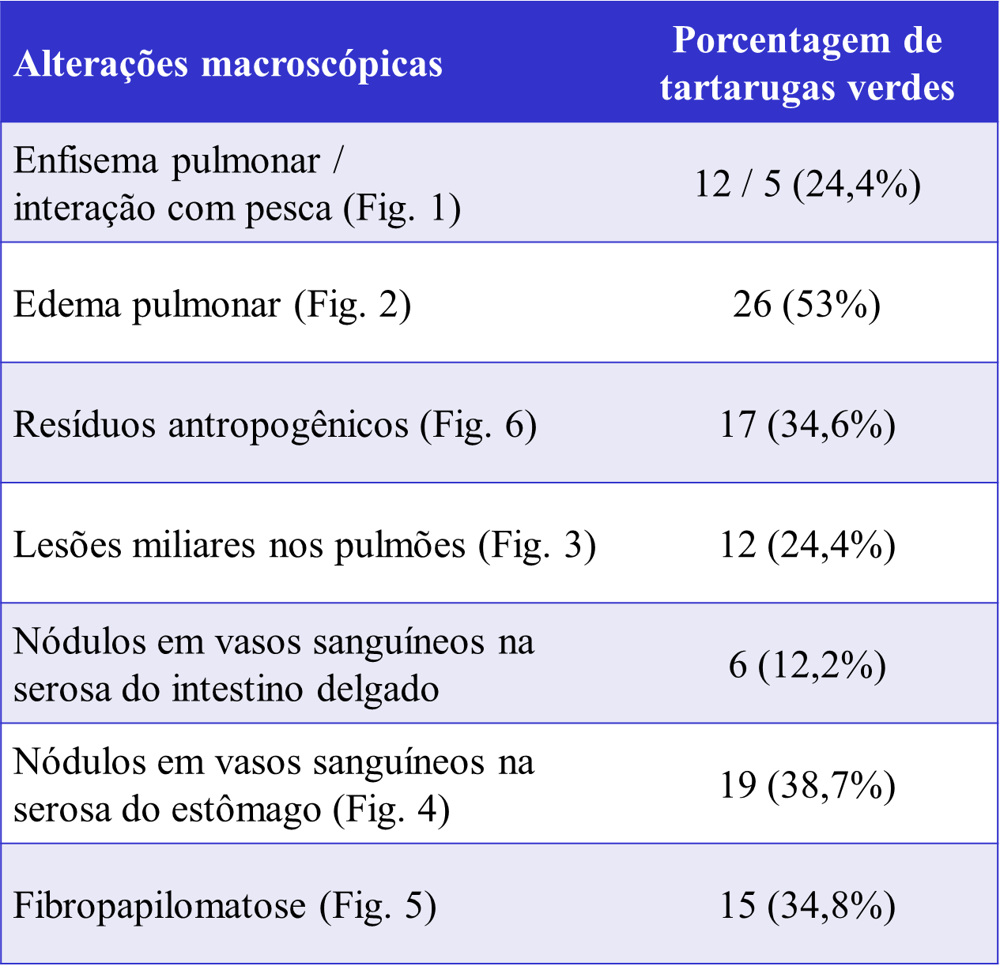 Alterações macroscópicas
Porcentagem de
tartarugas verdes
Enfisema pulmonar /
interação com pesca (Fig. 1)
12 / 5 (24,4%)
Edema pulmonar (Fig. 2)
26 (53%)
Resíduos antropogênicos (Fig. 6)
17 (34,6%)
Lesões miliares nos pulmões (Fig. 3)
12 (24,4%)
Nódulos em vasos sanguíneos na
serosa do intestino delgado
6 (12,2%)
Nódulos em vasos sanguíneos na
serosa do estômago (Fig. 4)
19 (38,7%)
Fibropapilomatose (Fig. 5)
15 (34,8%)